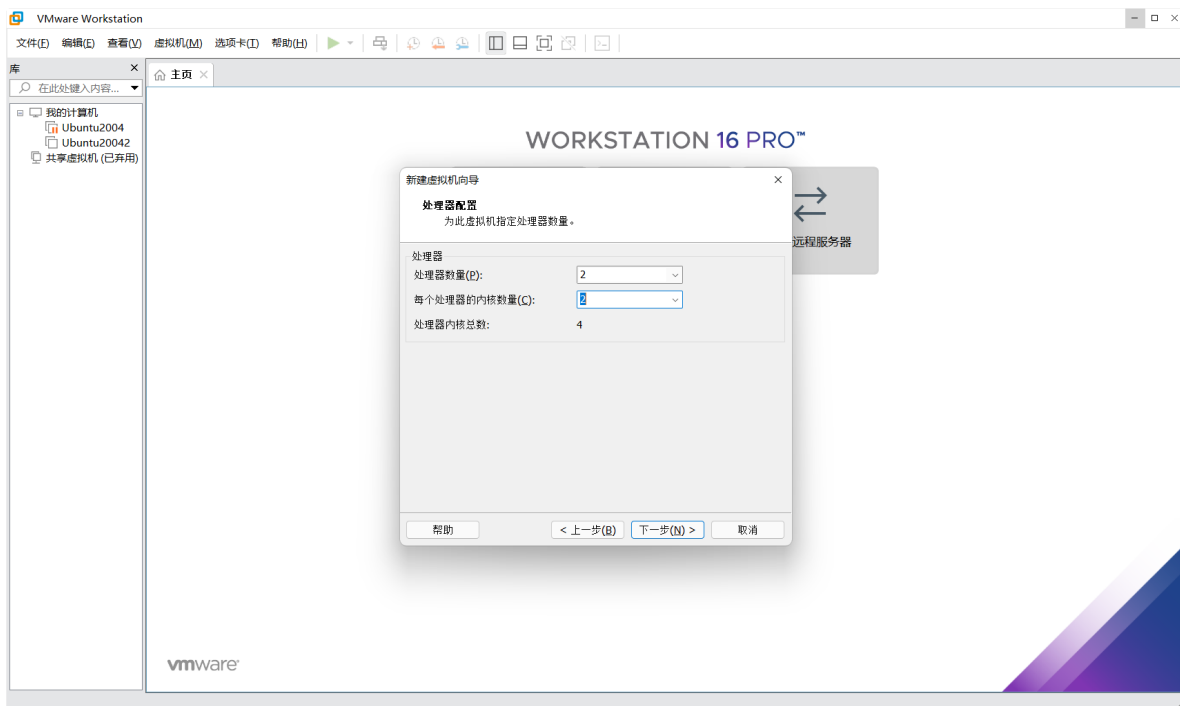 VMware Workstation
文件(F) 编辑(E) 查看(V) 虚拟机(M) 选项卡(T) 帮助(H)
库
主页
在此处键入内容...
我的计算机
Ubuntu2004
Ubuntu20042
共享虚拟机 (已弃用)
WORKSTATION 16 PRO™
远程服务器
新建虚拟机向导
处理器配置
为此虚拟机指定处理器数量。
处理器
处理器数量(P): 2
每个处理器的内核数量(C): 2
处理器内核总数: 4
帮助 < 上一步(B) 下一步(N) > 取消
vmware